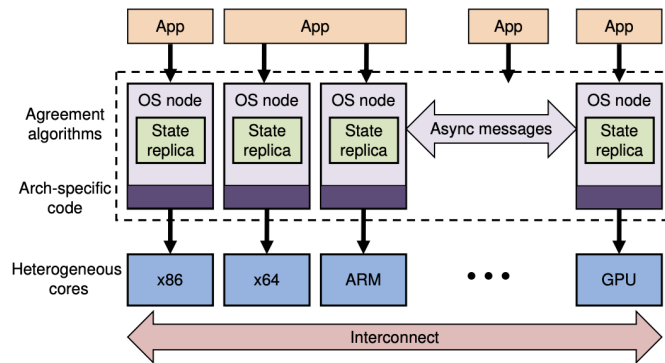 App
App
App
App
Agreement
algorithms
OS node
State
replica
OS node
State
replica
OS node
State
replica
Async messages
OS node
State
replica
Arch-specific
code
Heterogeneous
cores
x86
x64
ARM
GPU
Interconnect